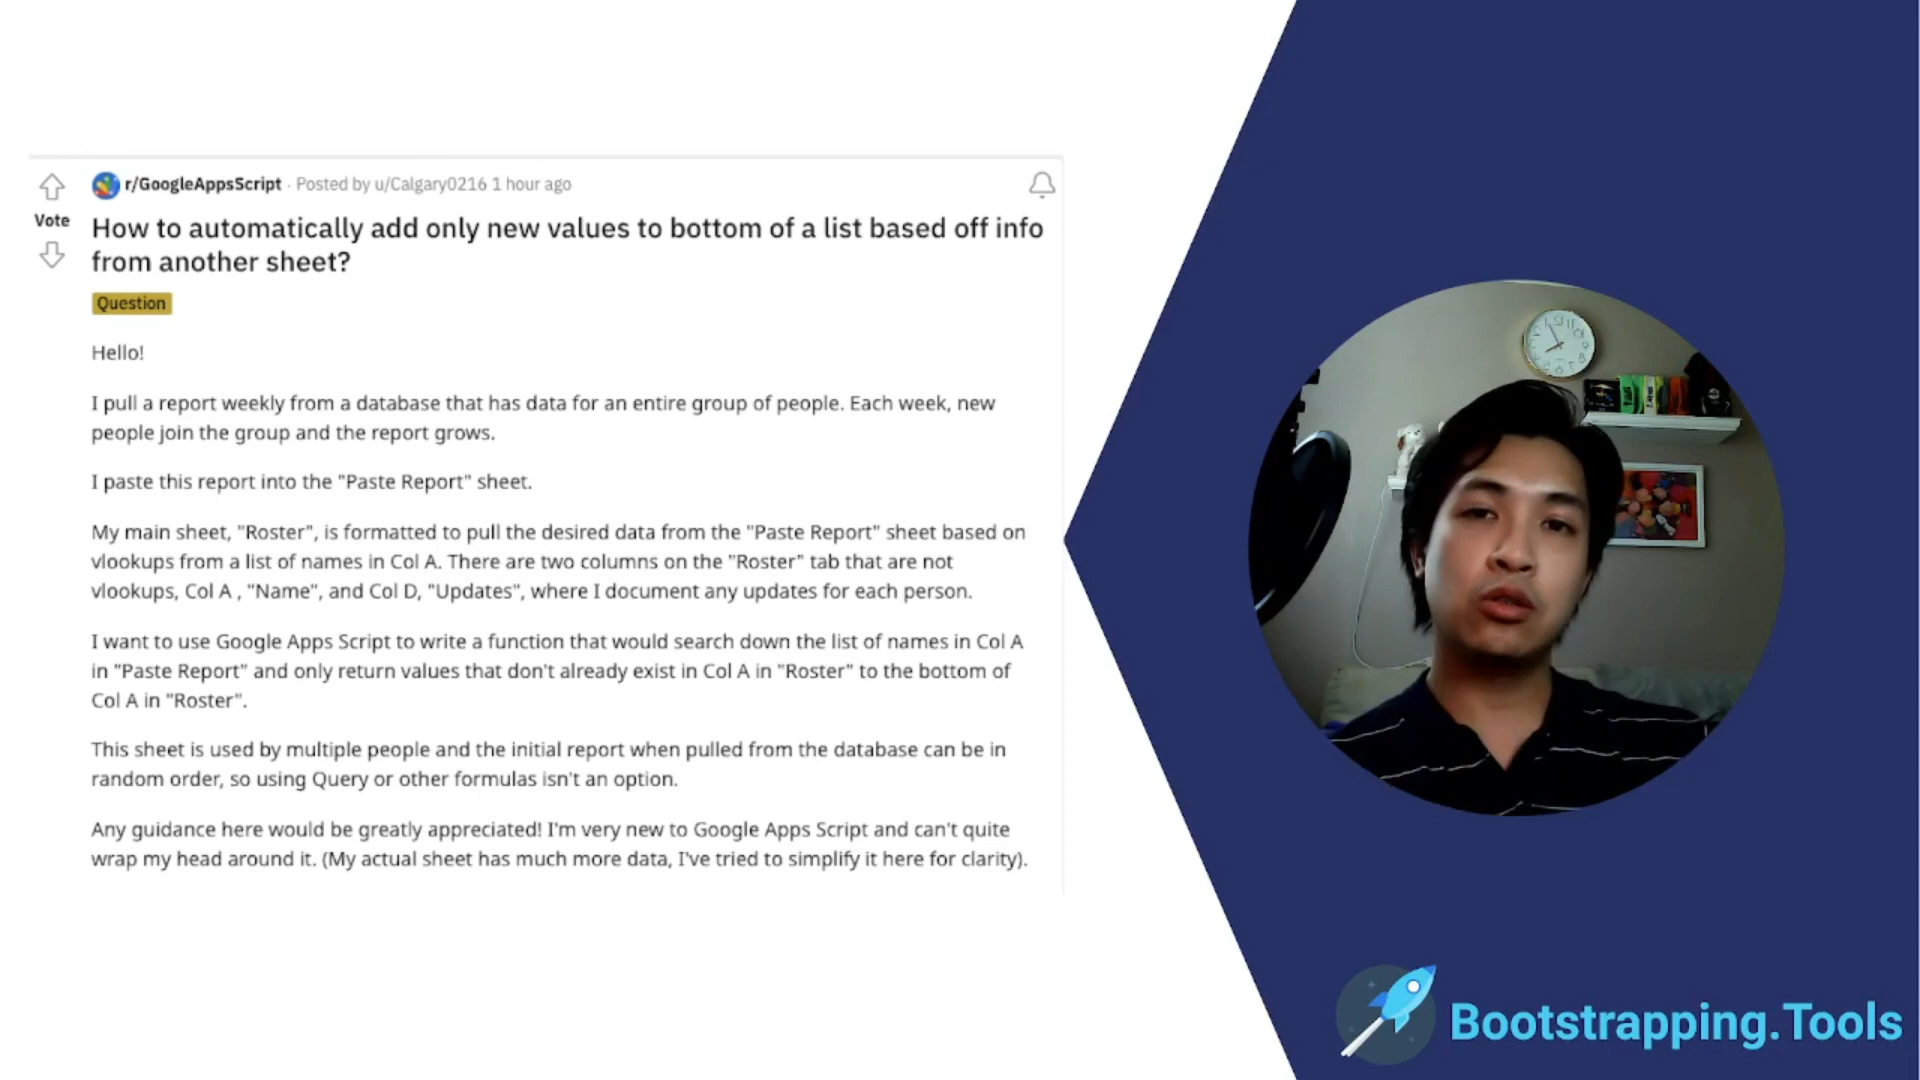 r/GoogleAppsScript · Posted by u/Calgary0216 1 hour ago
Vote
How to automatically add only new values to bottom of a list based off info
from another sheet?
Question
Hello!
I pull a report weekly from a database that has data for an entire group of people. Each week, new
people join the group and the report grows.
I paste this report into the "Paste Report" sheet.
My main sheet, "Roster", is formatted to pull the desired data from the "Paste Report" sheet based on
vlookups from a list of names in Col A. There are two columns on the "Roster" tab that are not
vlookups, Col A , "Name", and Col D, "Updates", where I document any updates for each person.
I want to use Google Apps Script to write a function that would search down the list of names in Col A
in "Paste Report" and only return values that don't already exist in Col A in "Roster" to the bottom of
Col A in "Roster".
This sheet is used by multiple people and the initial report when pulled from the database can be in
random order, so using Query or other formulas isn't an option.
Any guidance here would be greatly appreciated! I'm very new to Google Apps Script and can't quite
wrap my head around it. (My actual sheet has much more data, I've tried to simplify it here for clarity).
Bootstrapping.Tools